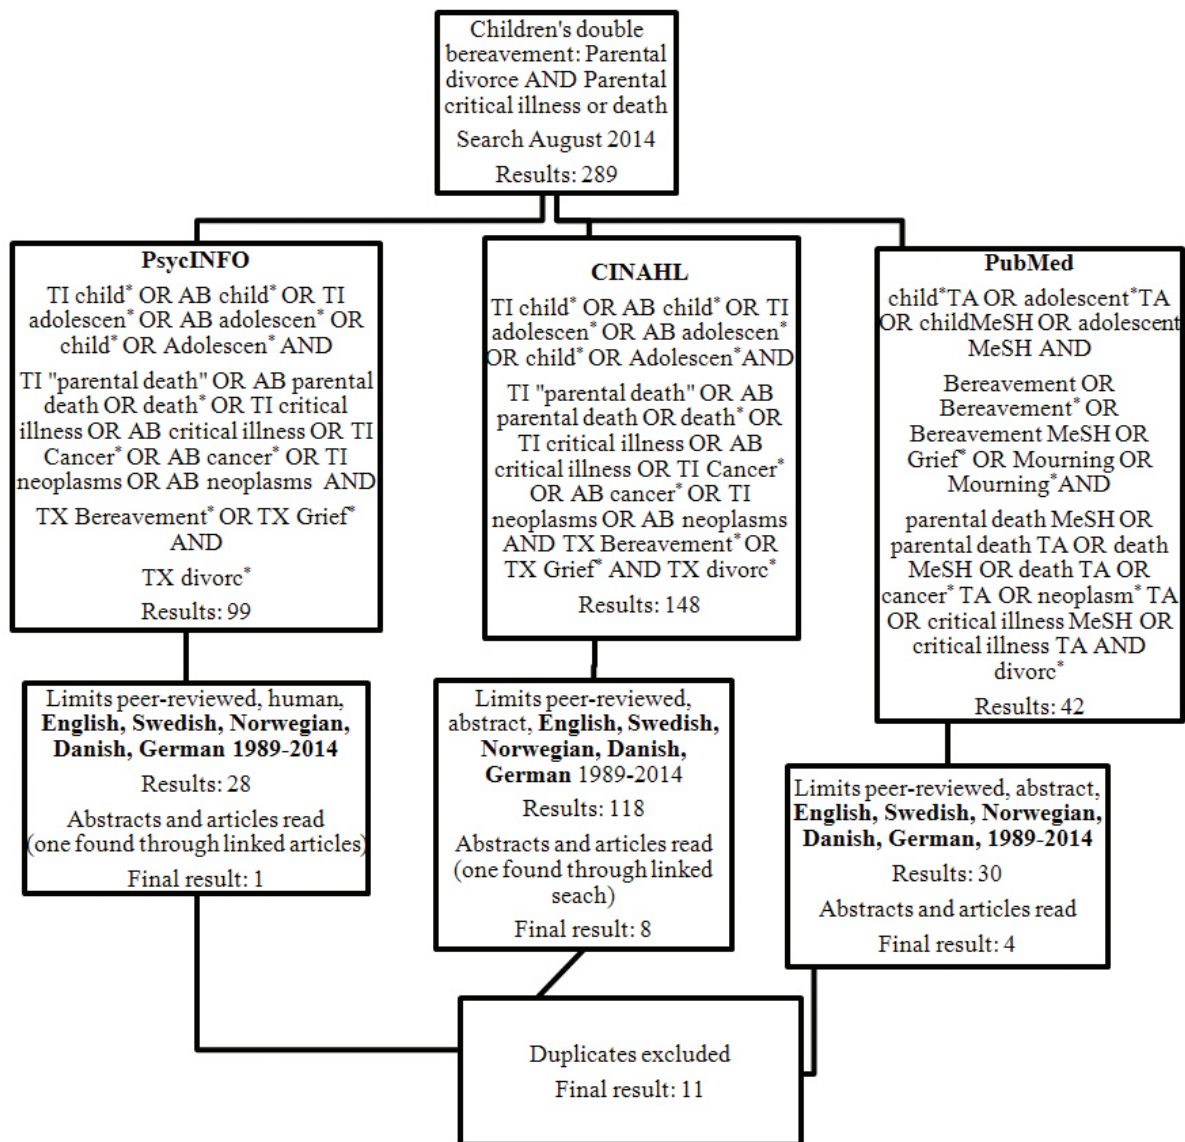 Children's double
bereavement: Parental
divorce AND Parental
critical illness or death
Search August 2014
Results: 289
PsycINFO
TI child* OR AB child* OR TI
adolescen* OR AB adolescen* OR
child* OR Adolescen* AND
TI "parental death" OR AB parental
death OR death* OR TI critical
illness OR AB critical illness OR TI
Cancer* OR AB cancer* OR TI
neoplasms OR AB neoplasms AND
TX Bereavement* OR TX Grief*
AND
TX divorc*
Results: 99
CINAHL
TI child* OR AB child* OR TI
adolescen* OR AB adolescen*
OR child* OR Adolescen*AND
TI "parental death" OR AB
parental death OR death* OR
TI critical illness OR AB
critical illness OR TI Cancer*
OR AB cancer* OR TI
neoplasms OR AB neoplasms
AND TX Bereavement* OR
TX Grief* AND TX divorc*
Results: 148
PubMed
child*TA OR adolescent*TA
OR childMeSH OR adolescent
MeSH AND
Bereavement OR
Bereavement* OR
Bereavement MeSH OR
Grief* OR Mourning OR
Mourning*AND
parental death MeSH OR
parental death TA OR death
MeSH OR death TA OR
cancer* TA OR neoplasm* TA
OR critical illness MeSH OR
critical illness TA AND
divorc*
Results: 42
Limits peer-reviewed, human,
English, Swedish, Norwegian,
Danish, German 1989-2014
Results: 28
Abstracts and articles read
(one found through linked articles)
Final result: 1
Limits peer-reviewed,
abstract, English, Swedish,
Norwegian, Danish,
German 1989-2014
Results: 118
Abstracts and articles read
(one found through linked
seach)
Final result: 8
Limits peer-reviewed, abstract,
English, Swedish, Norwegian,
Danish, German, 1989-2014
Results: 30
Abstracts and articles read
Final result: 4
Duplicates excluded
Final result: 11